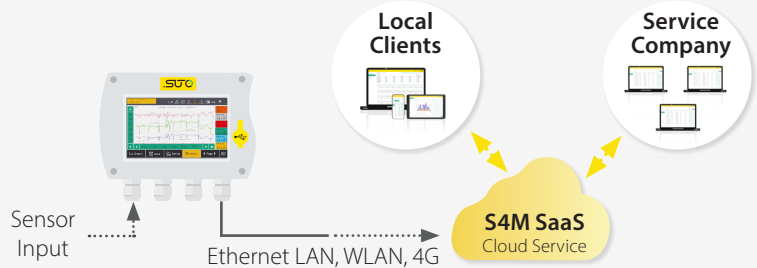 Local
Clients
Service
Company
SUTO
Sensor
Input
Ethernet LAN, WLAN, 4G
S4M SaaS
Cloud Service